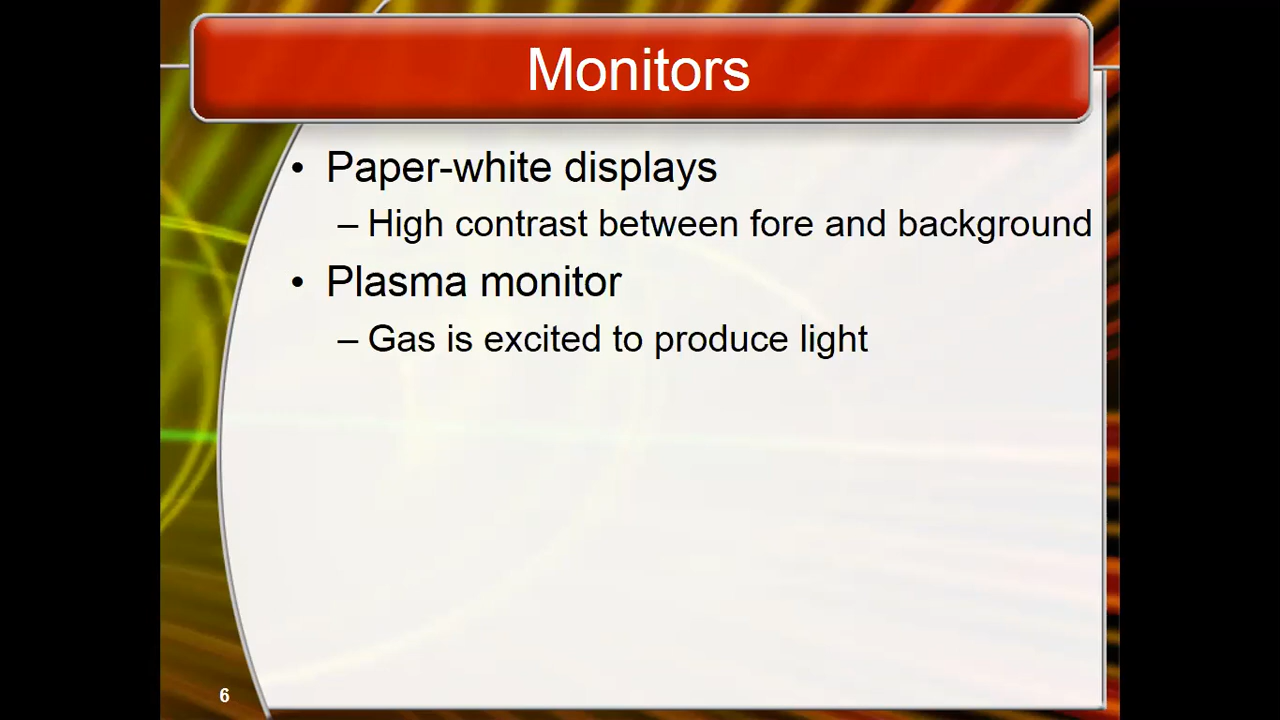 Monitors
• Paper-white displays
– High contrast between fore and background
• Plasma monitor
– Gas is excited to produce light
6